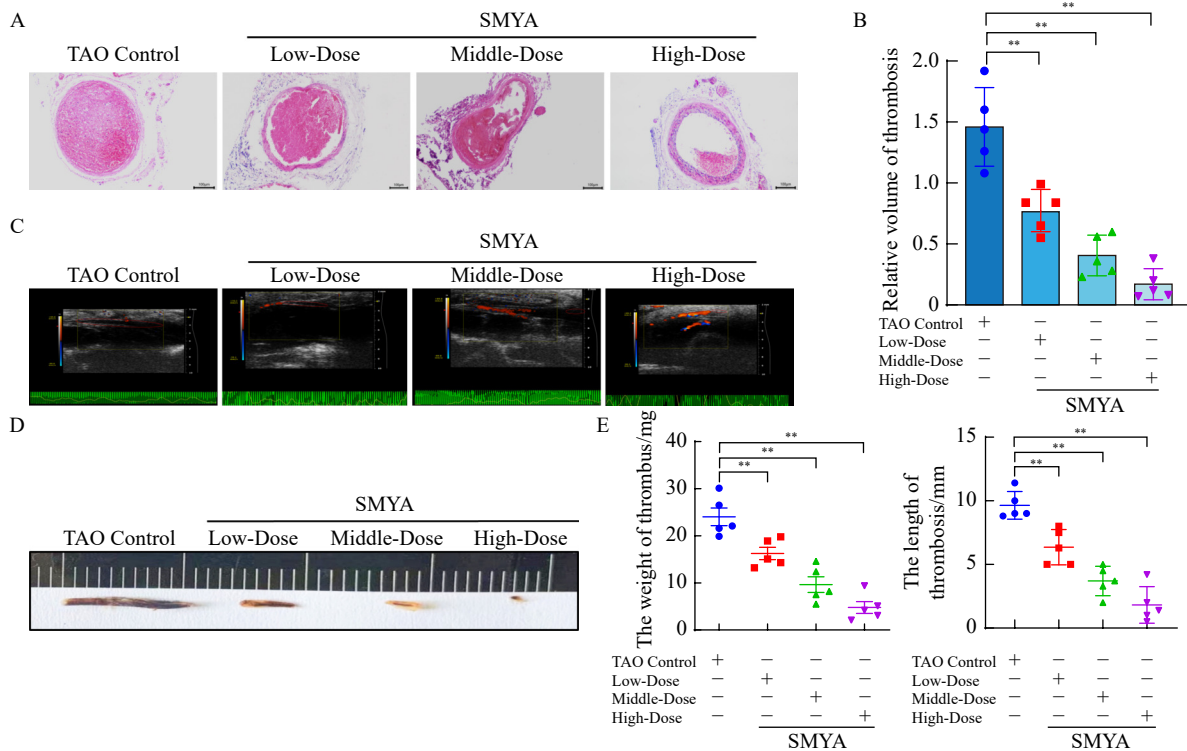 A
SMYA
TAO Control Low-Dose Middle-Dose High-Dose
100μm 100μm 100μm 100μm
B
** 
**
**
Relative volume of thrombosis
2.0
1.5
1.0
0.5
0
TAO Control + − − −
Low-Dose − + − −
Middle-Dose − − + −
High-Dose − − − +
SMYA
C
SMYA
TAO Control Low-Dose Middle-Dose High-Dose
D
SMYA
TAO Control Low-Dose Middle-Dose High-Dose
E
**
**
**
The weight of thrombus/mg
40
30
20
10
0
TAO Control + − − −
Low-Dose − + − −
Middle-Dose − − + −
High-Dose − − − +
SMYA
**
**
**
The length of
thrombosis/mm
15
10
5
0
TAO Control + − − −
Low-Dose − + − −
Middle-Dose − − + −
High-Dose − − − +
SMYA